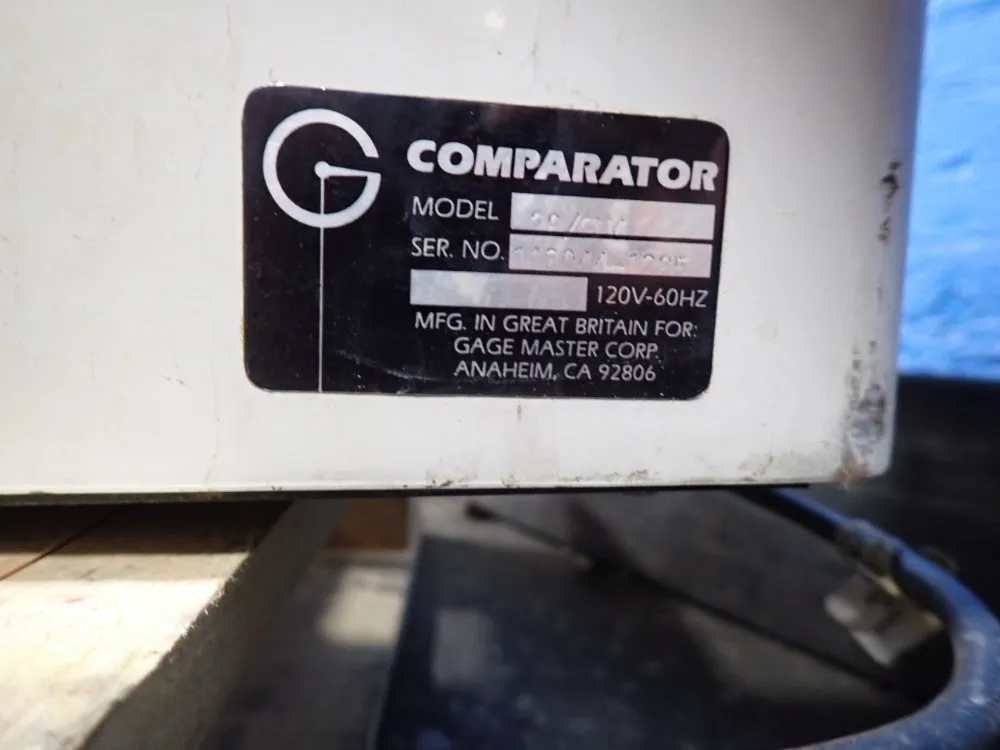 G COMPARATOR
MODEL
SER. NO.
120V-60HZ
MFG. IN GREAT BRITAIN FOR:
GAGE MASTER CORP.
ANAHEIM, CA 92806